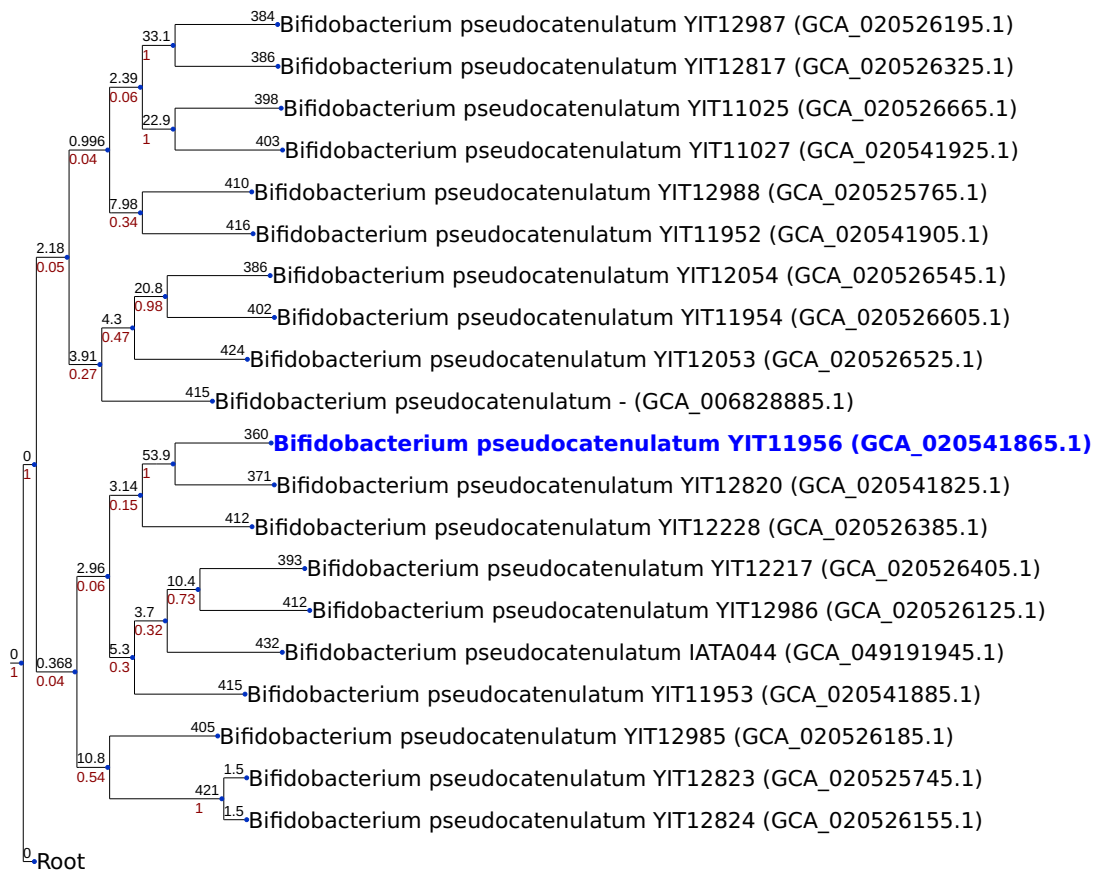 384
Bifidobacterium pseudocatenulatum YIT12987 (GCA_020526195.1)
33.1
1
386
Bifidobacterium pseudocatenulatum YIT12817 (GCA_020526325.1)
2.39
0.06
398
Bifidobacterium pseudocatenulatum YIT11025 (GCA_020526665.1)
22.9
1
403
Bifidobacterium pseudocatenulatum YIT11027 (GCA_020541925.1)
0.996
0.04
410
Bifidobacterium pseudocatenulatum YIT12988 (GCA_020525765.1)
7.98
0.34
416
Bifidobacterium pseudocatenulatum YIT11952 (GCA_020541905.1)
2.18
0.05
386
Bifidobacterium pseudocatenulatum YIT12054 (GCA_020526545.1)
20.8
0.98
402
Bifidobacterium pseudocatenulatum YIT11954 (GCA_020526605.1)
4.3
0.47
424
Bifidobacterium pseudocatenulatum YIT12053 (GCA_020526525.1)
3.91
0.27
415
Bifidobacterium pseudocatenulatum - (GCA_006828885.1)
360
Bifidobacterium pseudocatenulatum YIT11956 (GCA_020541865.1)
0
1
53.9
1
371
Bifidobacterium pseudocatenulatum YIT12820 (GCA_020541825.1)
3.14
0.15
412
Bifidobacterium pseudocatenulatum YIT12228 (GCA_020526385.1)
2.96
0.06
393
Bifidobacterium pseudocatenulatum YIT12217 (GCA_020526405.1)
10.4
0.73
412
Bifidobacterium pseudocatenulatum YIT12986 (GCA_020526125.1)
3.7
0.32
432
Bifidobacterium pseudocatenulatum IATA044 (GCA_049191945.1)
0
1
0.368
0.04
5.3
0.3
415
Bifidobacterium pseudocatenulatum YIT11953 (GCA_020541885.1)
405
Bifidobacterium pseudocatenulatum YIT12985 (GCA_020526185.1)
10.8
0.54
1.5
Bifidobacterium pseudocatenulatum YIT12823 (GCA_020525745.1)
421
1
1.5
Bifidobacterium pseudocatenulatum YIT12824 (GCA_020526155.1)
0
Root